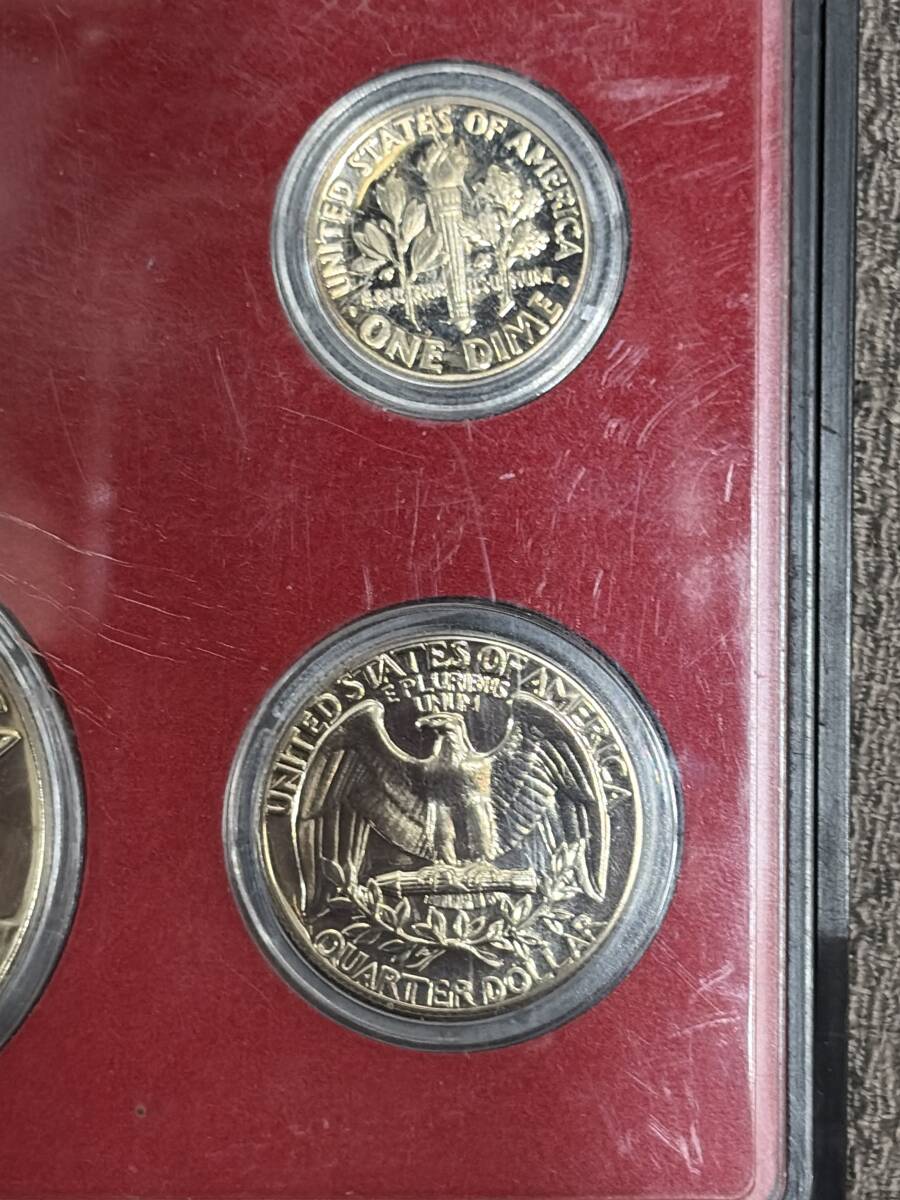 UNITED STATES OF AMERICA
E PLURIBUS UNUM
· ONE DIME ·
UNITED STATES OF AMERICA
E PLURIBUS
UNUM
QUARTER DOLLAR
A